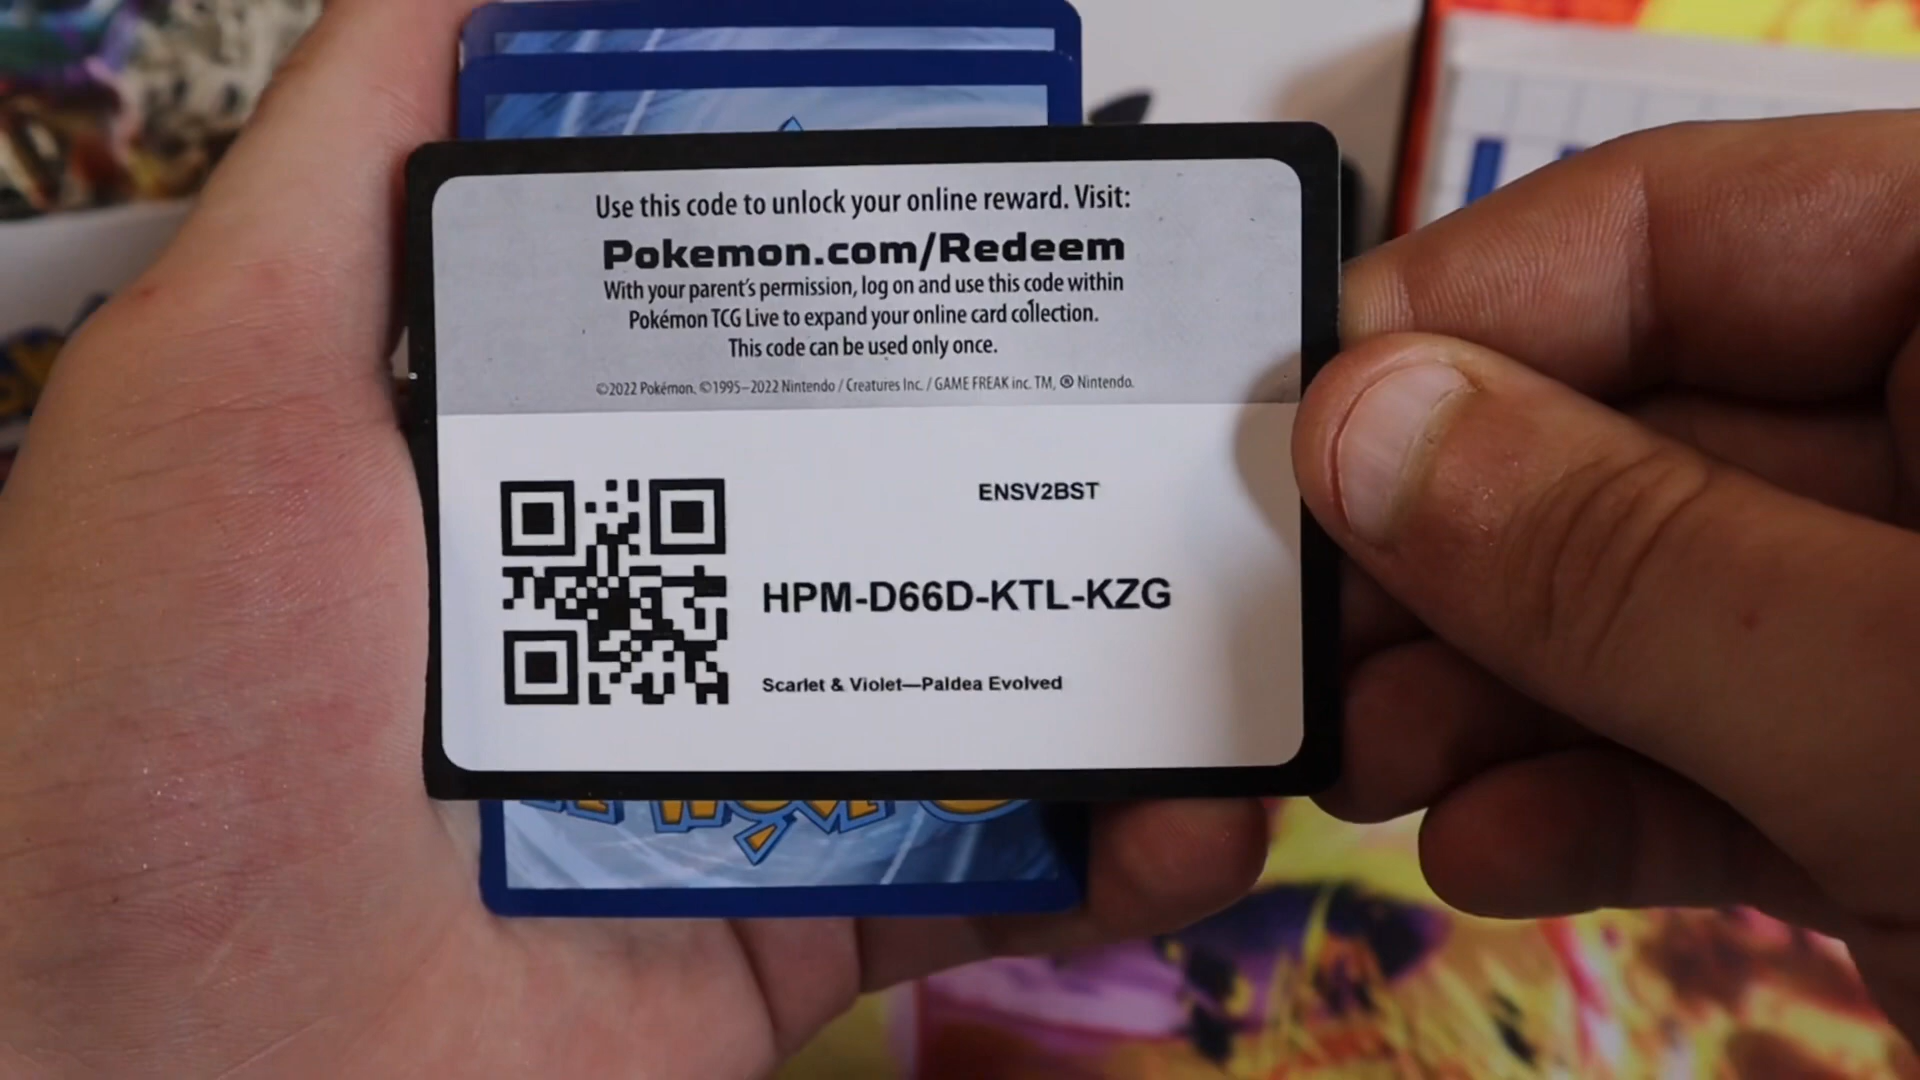 Use this code to unlock your online reward. Visit:
Pokemon.com/Redeem
With your parent's permission, log on and use this code within
Pokémon TCG Live to expand your online card collection.
This code can be used only once.
©2022 Pokémon. ©1995–2022 Nintendo / Creatures Inc. / GAME FREAK inc. TM, ® Nintendo.
ENSV2BST
HPM-D66D-KTL-KZG
Scarlet & Violet—Paldea Evolved